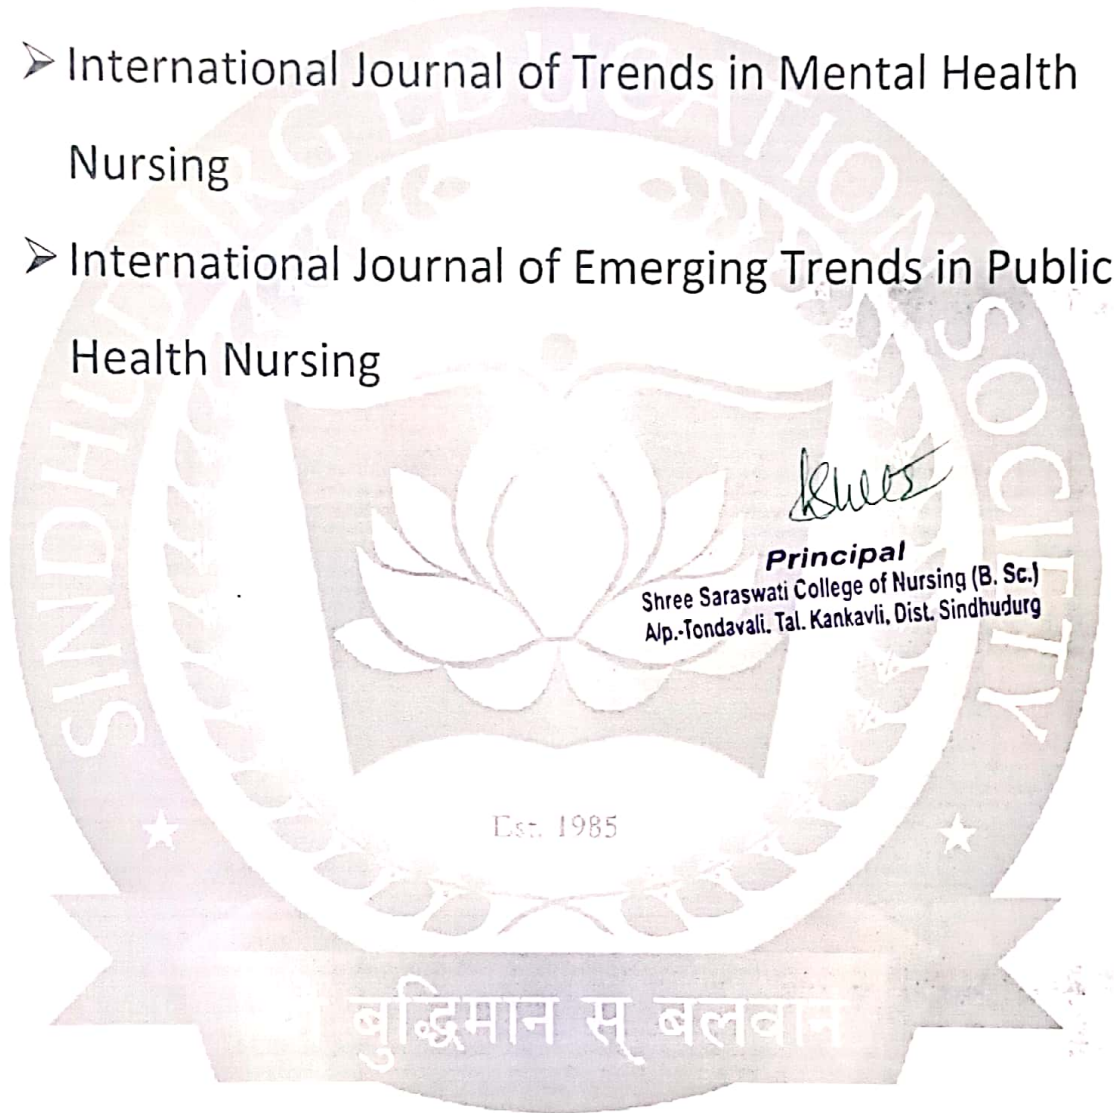 ➢ International Journal of Trends in Mental Health
Nursing
➢ International Journal of Emerging Trends in Public
Health Nursing
Principal
Shree Saraswati College of Nursing (B. Sc.)
A/p.-Tondavali. Tal. Kankavli, Dist. Sindhudurg
SINDHUDURG EDUCATION SOCIETY
Est. 1985
बुद्धिमान स् बलवान